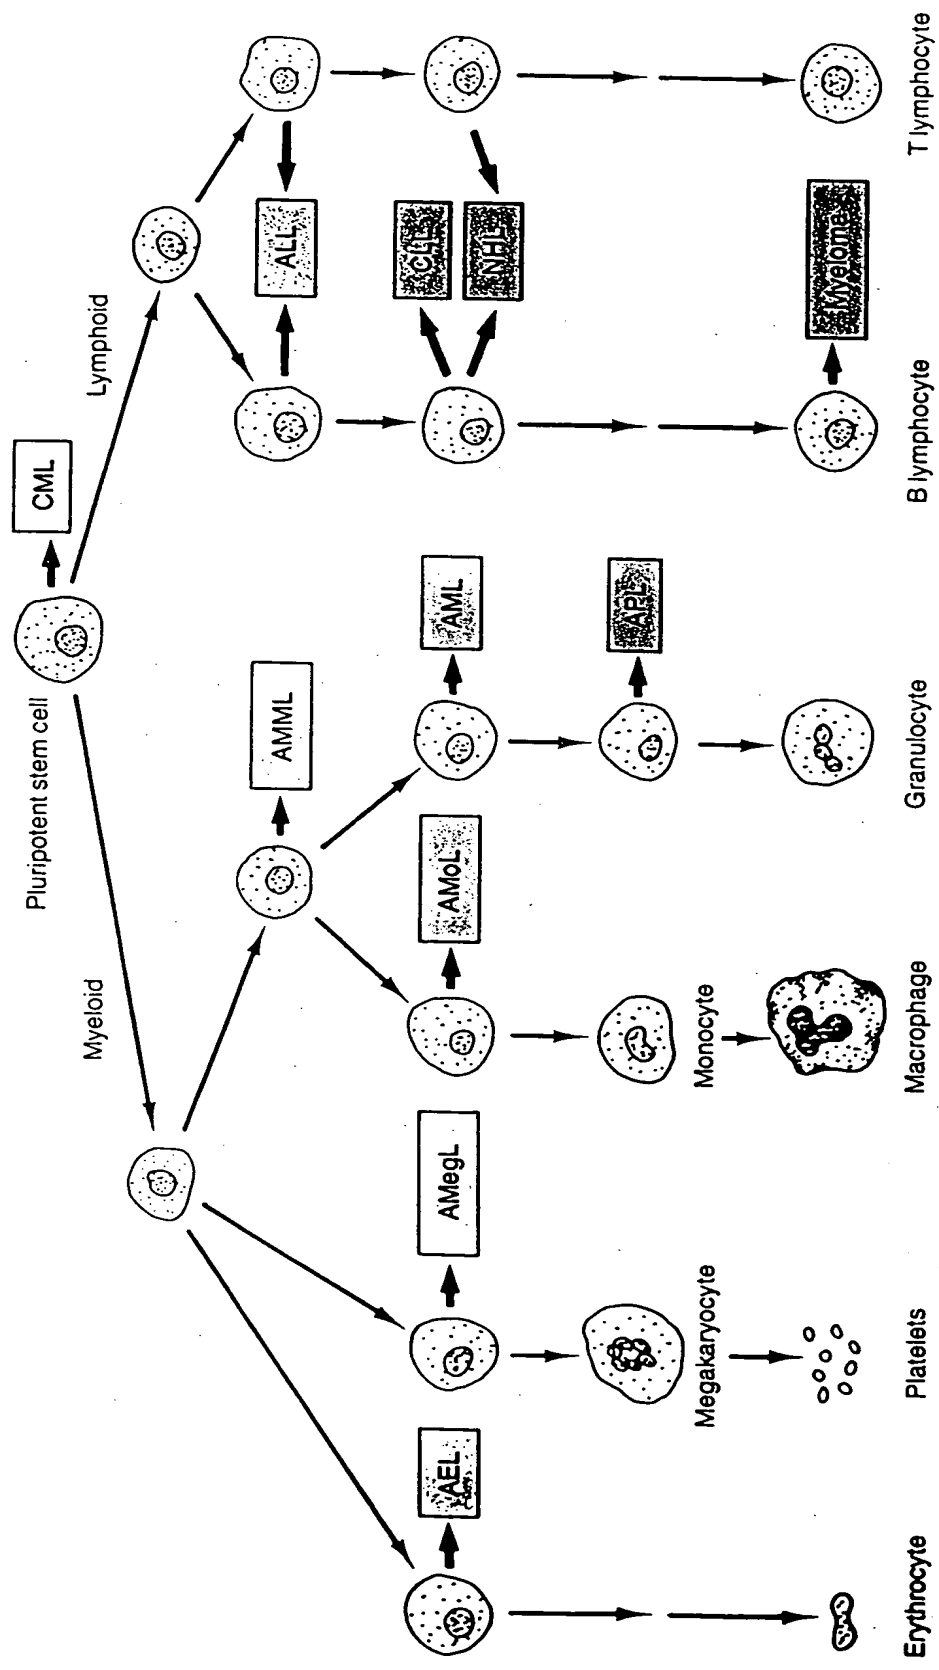 Pluripotent stem cell
CML
Myeloid
Lymphoid
AMML
ALL
AEL
AMegL
AMoL
AML
CLL
NHL
APL
Megakaryocyte
Monocyte
Myeloma
Erythrocyte
Platelets
Macrophage
Granulocyte
B lymphocyte
T lymphocyte